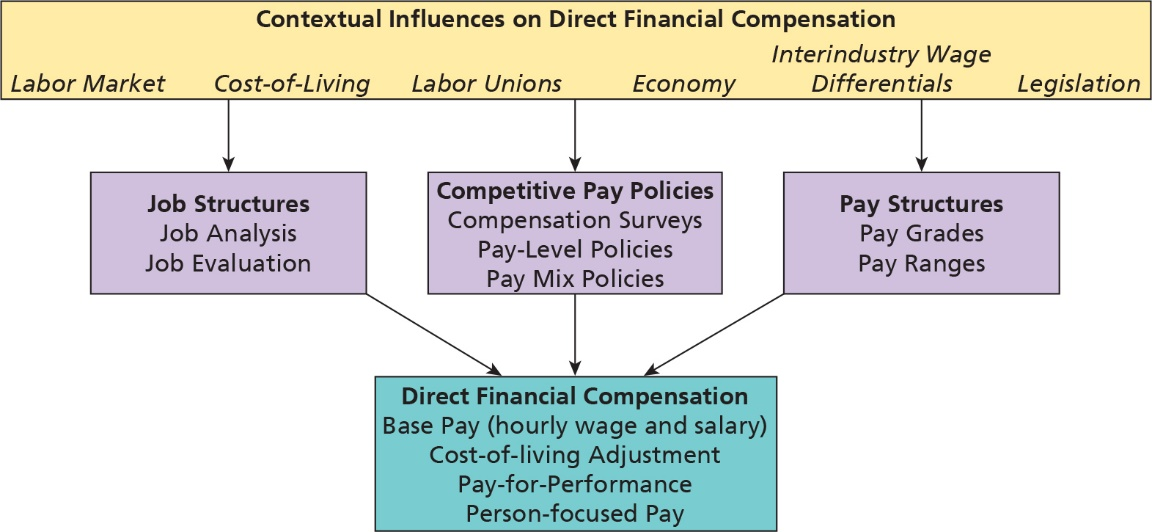 Contextual Influences on Direct Financial Compensation
Labor Market Cost-of-Living Labor Unions Economy Interindustry Wage
Differentials Legislation
Job Structures
Job Analysis
Job Evaluation
Competitive Pay Policies
Compensation Surveys
Pay-Level Policies
Pay Mix Policies
Pay Structures
Pay Grades
Pay Ranges
Direct Financial Compensation
Base Pay (hourly wage and salary)
Cost-of-living Adjustment
Pay-for-Performance
Person-focused Pay